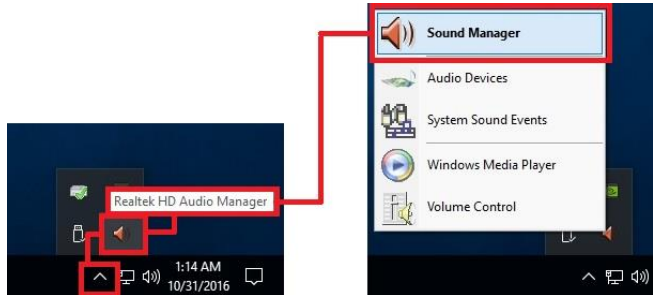 Realtek HD Audio Manager
1:14 AM
10/31/2016
Sound Manager
Audio Devices
System Sound Events
Windows Media Player
Volume Control